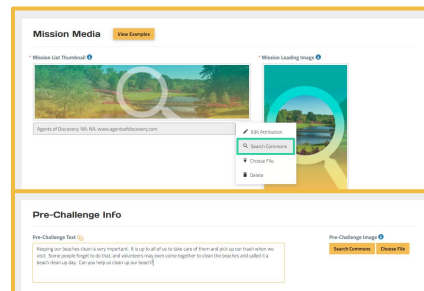 Mission Media
View Examples
* Mission List Thumbnail
* Mission Loading Image
Agents of Discovery, NA; NA; www.agentsofdiscovery.com
Edit Attribution
Search Commons
Choose File
Delete
Pre-Challenge Info
Pre-Challenge Text
Pre-Challenge Image
Keeping our beaches clean is very important. It is up to all of us to take care of them and pick up our trash when we
visit. Some people forget to do that, and volunteers may even come together to clean the beaches and called it a
beach clean up day. Can you help us clean up our beach?
Search Commons
Choose File